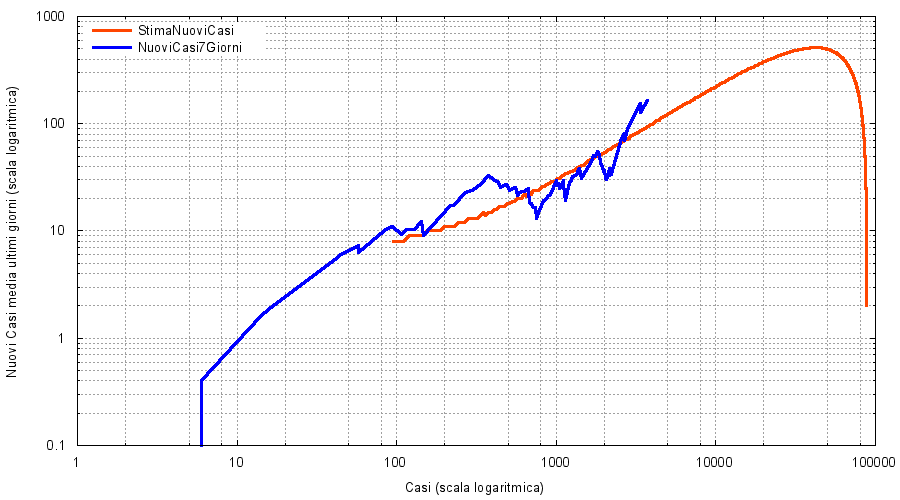 1000
StimaNuoviCasi
NuoviCasi7Giorni
100
10
1
0.1
1 10 100 1000 10000 100000
Nuovi Casi media ultimi giorni (scala logaritmica)
Casi (scala logaritmica)